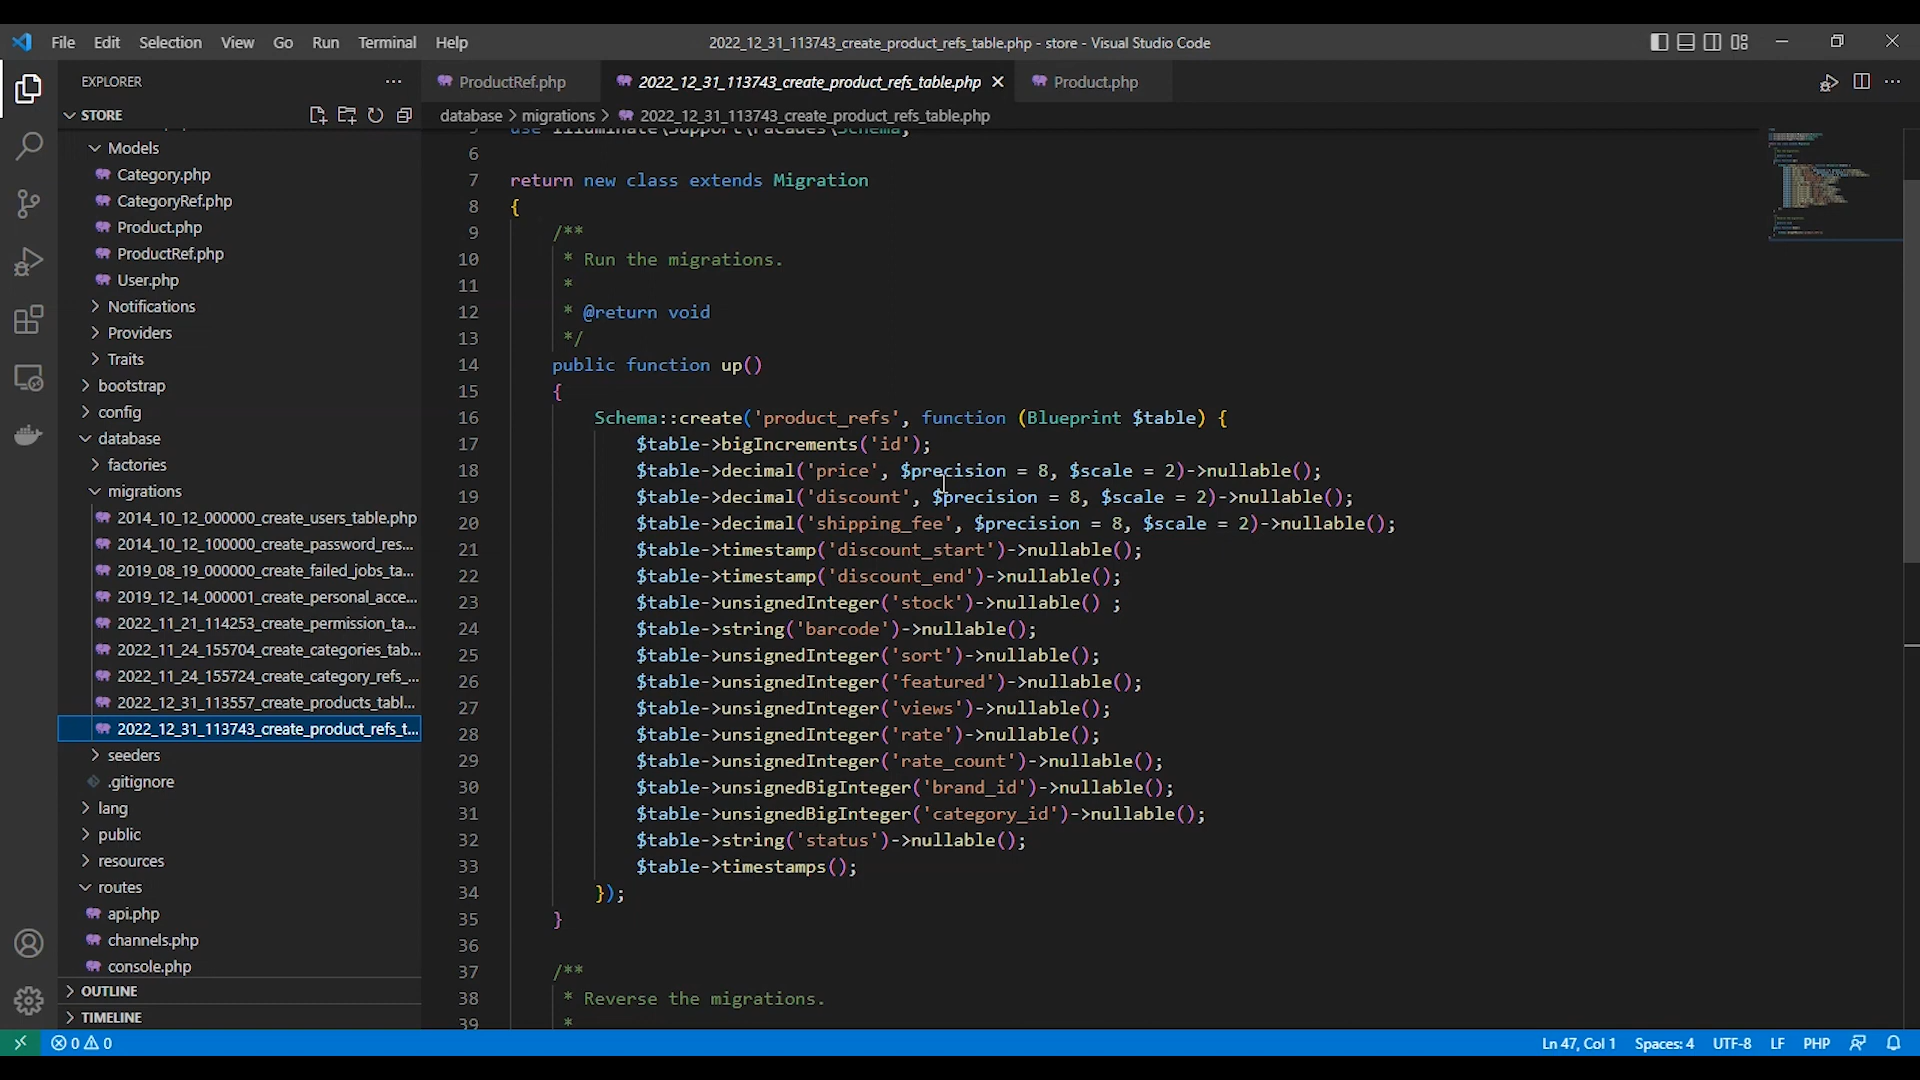 File Edit Selection View Go Run Terminal Help
2022_12_31_113743_create_product_refs_table.php - store - Visual Studio Code
EXPLORER
STORE
Models
Category.php
CategoryRef.php
Product.php
ProductRef.php
User.php
Notifications
Providers
Traits
bootstrap
config
database
factories
migrations
2014_10_12_000000_create_users_table.php
2014_10_12_100000_create_password_res...
2019_08_19_000000_create_failed_jobs_ta...
2019_12_14_000001_create_personal_acce...
2022_11_21_114253_create_permission_ta...
2022_11_24_155704_create_categories_tab...
2022_11_24_155724_create_category_refs_...
2022_12_31_113557_create_products_tabl...
2022_12_31_113743_create_product_refs_t...
seeders
.gitignore
lang
public
resources
routes
api.php
channels.php
console.php
OUTLINE
TIMELINE
ProductRef.php
2022_12_31_113743_create_product_refs_table.php
Product.php
database > migrations > 2022_12_31_113743_create_product_refs_table.php
5 use Illuminate\Support\Facades\Schema;
6
7 return new class extends Migration
8 {
9 /**
10 * Run the migrations.
11 *
12 * @return void
13 */
14 public function up()
15 {
16 Schema::create('product_refs', function (Blueprint $table) {
17 $table->bigIncrements('id');
18 $table->decimal('price', $precision = 8, $scale = 2)->nullable();
19 $table->decimal('discount', $precision = 8, $scale = 2)->nullable();
20 $table->decimal('shipping_fee', $precision = 8, $scale = 2)->nullable();
21 $table->timestamp('discount_start')->nullable();
22 $table->timestamp('discount_end')->nullable();
23 $table->unsignedInteger('stock')->nullable() ;
24 $table->string('barcode')->nullable();
25 $table->unsignedInteger('sort')->nullable();
26 $table->unsignedInteger('featured')->nullable();
27 $table->unsignedInteger('views')->nullable();
28 $table->unsignedInteger('rate')->nullable();
29 $table->unsignedInteger('rate_count')->nullable();
30 $table->unsignedBigInteger('brand_id')->nullable();
31 $table->unsignedBigInteger('category_id')->nullable();
32 $table->string('status')->nullable();
33 $table->timestamps();
34 });
35 }
36
37 /**
38 * Reverse the migrations.
39 *
0 0
Ln 47, Col 1 Spaces: 4 UTF-8 LF PHP